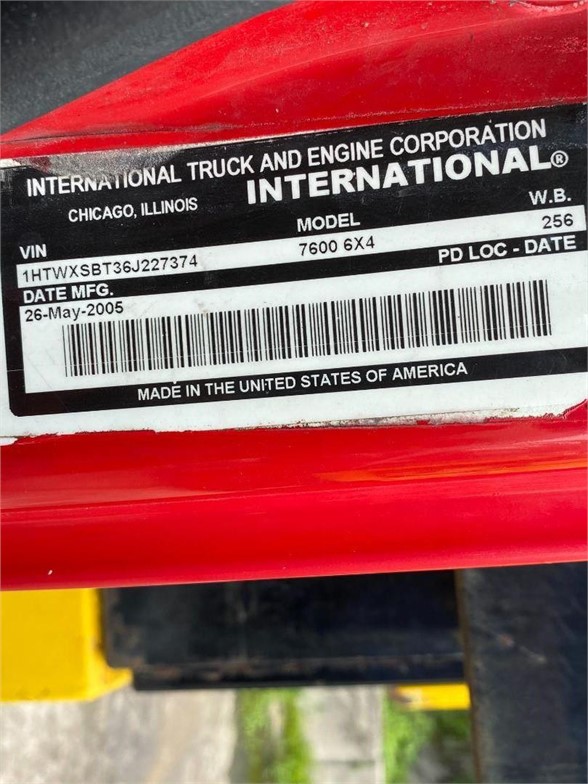 INTERNATIONAL TRUCK AND ENGINE CORPORATION
CHICAGO, ILLINOIS INTERNATIONAL®
VIN MODEL W.B.
1HTWXSBT36J227374 7600 6X4 256
DATE MFG. PD LOC - DATE
26-May-2005
MADE IN THE UNITED STATES OF AMERICA